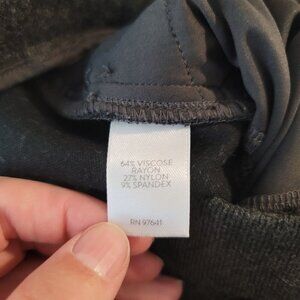 64% VISCOSE
RAYON
27% NYLON
9% SPANDEX
RN 97641